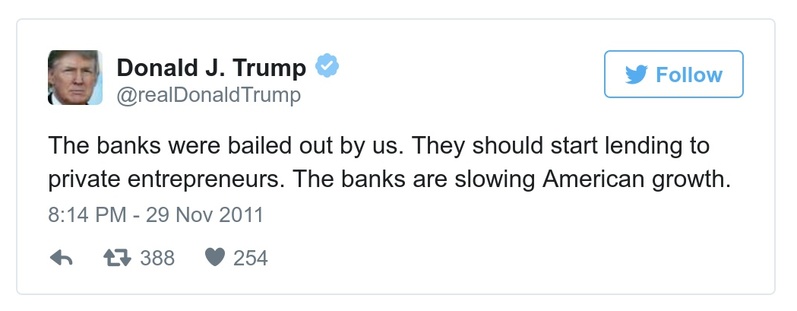 Donald J. Trump
@realDonaldTrump
Follow
The banks were bailed out by us. They should start lending to
private entrepreneurs. The banks are slowing American growth.
8:14 PM - 29 Nov 2011
388 254